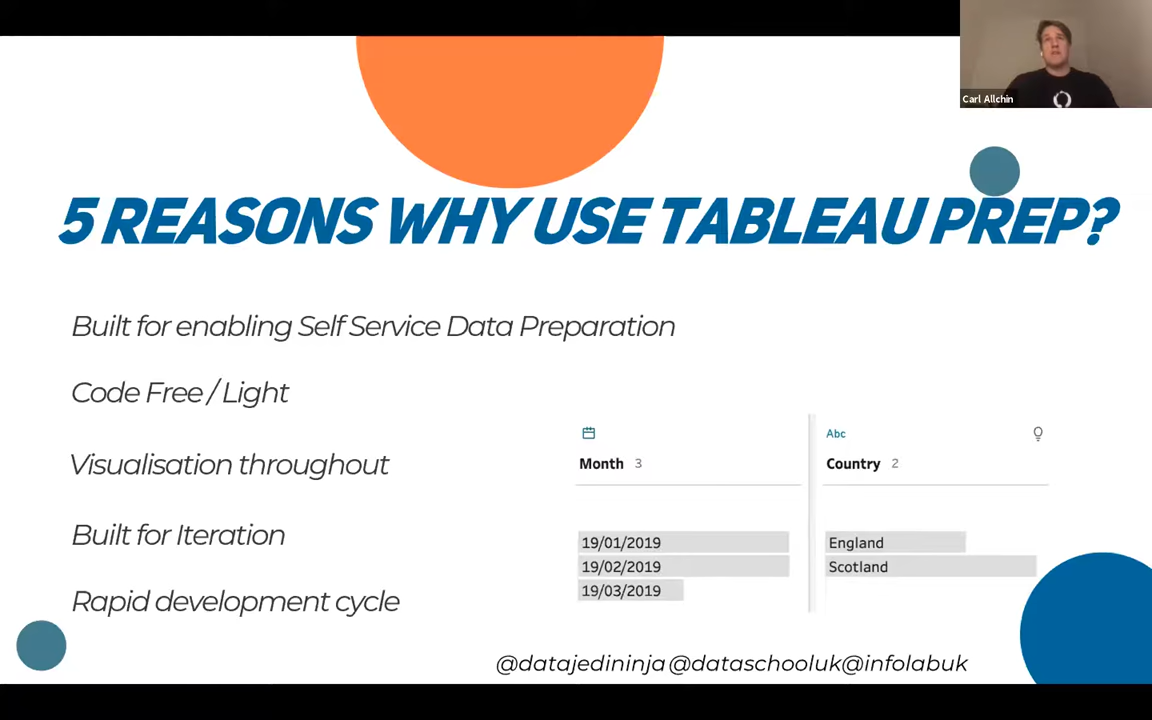 Carl Allchin
5 REASONS WHY USE TABLEAU PREP?
Built for enabling Self Service Data Preparation
Code Free / Light
Visualisation throughout
Built for Iteration
Rapid development cycle
Abc
Month 3
Country 2
19/01/2019
England
19/02/2019
Scotland
19/03/2019
@datajedininja @dataschooluk@infolabuk